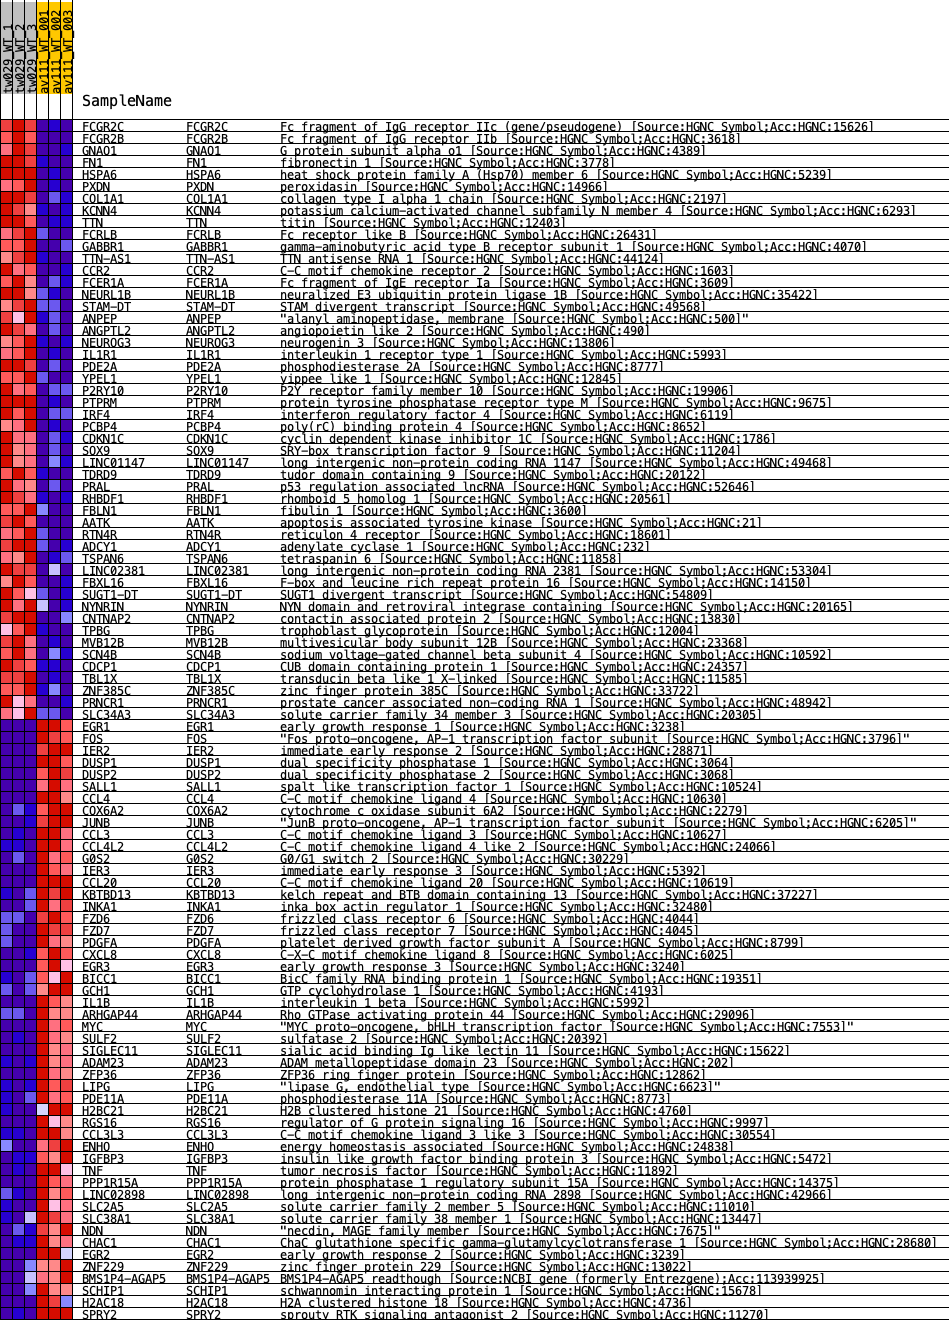 tw029_WT_1
tw029_WT_2
tw029_WT_3
av111_WT_001
av111_WT_002
av111_WT_003
SampleName
FCGR2C FCGR2C Fc fragment of IgG receptor IIc (gene/pseudogene) [Source:HGNC Symbol;Acc:HGNC:15626]
FCGR2B FCGR2B Fc fragment of IgG receptor IIb [Source:HGNC Symbol;Acc:HGNC:3618]
GNAO1 GNAO1 G protein subunit alpha o1 [Source:HGNC Symbol;Acc:HGNC:4389]
FN1 FN1 fibronectin 1 [Source:HGNC Symbol;Acc:HGNC:3778]
HSPA6 HSPA6 heat shock protein family A (Hsp70) member 6 [Source:HGNC Symbol;Acc:HGNC:5239]
PXDN PXDN peroxidasin [Source:HGNC Symbol;Acc:HGNC:14966]
COL1A1 COL1A1 collagen type I alpha 1 chain [Source:HGNC Symbol;Acc:HGNC:2197]
KCNN4 KCNN4 potassium calcium-activated channel subfamily N member 4 [Source:HGNC Symbol;Acc:HGNC:6293]
TTN TTN titin [Source:HGNC Symbol;Acc:HGNC:12403]
FCRLB FCRLB Fc receptor like B [Source:HGNC Symbol;Acc:HGNC:26431]
GABBR1 GABBR1 gamma-aminobutyric acid type B receptor subunit 1 [Source:HGNC Symbol;Acc:HGNC:4070]
TTN-AS1 TTN-AS1 TTN antisense RNA 1 [Source:HGNC Symbol;Acc:HGNC:44124]
CCR2 CCR2 C-C motif chemokine receptor 2 [Source:HGNC Symbol;Acc:HGNC:1603]
FCER1A FCER1A Fc fragment of IgE receptor Ia [Source:HGNC Symbol;Acc:HGNC:3609]
NEURL1B NEURL1B neuralized E3 ubiquitin protein ligase 1B [Source:HGNC Symbol;Acc:HGNC:35422]
STAM-DT STAM-DT STAM divergent transcript [Source:HGNC Symbol;Acc:HGNC:49568]
ANPEP ANPEP "alanyl aminopeptidase, membrane [Source:HGNC Symbol;Acc:HGNC:500]"
ANGPTL2 ANGPTL2 angiopoietin like 2 [Source:HGNC Symbol;Acc:HGNC:490]
NEUROG3 NEUROG3 neurogenin 3 [Source:HGNC Symbol;Acc:HGNC:13806]
IL1R1 IL1R1 interleukin 1 receptor type 1 [Source:HGNC Symbol;Acc:HGNC:5993]
PDE2A PDE2A phosphodiesterase 2A [Source:HGNC Symbol;Acc:HGNC:8777]
YPEL1 YPEL1 yippee like 1 [Source:HGNC Symbol;Acc:HGNC:12845]
P2RY10 P2RY10 P2Y receptor family member 10 [Source:HGNC Symbol;Acc:HGNC:19906]
PTPRM PTPRM protein tyrosine phosphatase receptor type M [Source:HGNC Symbol;Acc:HGNC:9675]
IRF4 IRF4 interferon regulatory factor 4 [Source:HGNC Symbol;Acc:HGNC:6119]
PCBP4 PCBP4 poly(rC) binding protein 4 [Source:HGNC Symbol;Acc:HGNC:8652]
CDKN1C CDKN1C cyclin dependent kinase inhibitor 1C [Source:HGNC Symbol;Acc:HGNC:1786]
SOX9 SOX9 SRY-box transcription factor 9 [Source:HGNC Symbol;Acc:HGNC:11204]
LINC01147 LINC01147 long intergenic non-protein coding RNA 1147 [Source:HGNC Symbol;Acc:HGNC:49468]
TDRD9 TDRD9 tudor domain containing 9 [Source:HGNC Symbol;Acc:HGNC:20122]
PRAL PRAL p53 regulation associated lncRNA [Source:HGNC Symbol;Acc:HGNC:52646]
RHBDF1 RHBDF1 rhomboid 5 homolog 1 [Source:HGNC Symbol;Acc:HGNC:20561]
FBLN1 FBLN1 fibulin 1 [Source:HGNC Symbol;Acc:HGNC:3600]
AATK AATK apoptosis associated tyrosine kinase [Source:HGNC Symbol;Acc:HGNC:21]
RTN4R RTN4R reticulon 4 receptor [Source:HGNC Symbol;Acc:HGNC:18601]
ADCY1 ADCY1 adenylate cyclase 1 [Source:HGNC Symbol;Acc:HGNC:232]
TSPAN6 TSPAN6 tetraspanin 6 [Source:HGNC Symbol;Acc:HGNC:11858]
LINC02381 LINC02381 long intergenic non-protein coding RNA 2381 [Source:HGNC Symbol;Acc:HGNC:53304]
FBXL16 FBXL16 F-box and leucine rich repeat protein 16 [Source:HGNC Symbol;Acc:HGNC:14150]
SUGT1-DT SUGT1-DT SUGT1 divergent transcript [Source:HGNC Symbol;Acc:HGNC:54809]
NYNRIN NYNRIN NYN domain and retroviral integrase containing [Source:HGNC Symbol;Acc:HGNC:20165]
CNTNAP2 CNTNAP2 contactin associated protein 2 [Source:HGNC Symbol;Acc:HGNC:13830]
TPBG TPBG trophoblast glycoprotein [Source:HGNC Symbol;Acc:HGNC:12004]
MVB12B MVB12B multivesicular body subunit 12B [Source:HGNC Symbol;Acc:HGNC:23368]
SCN4B SCN4B sodium voltage-gated channel beta subunit 4 [Source:HGNC Symbol;Acc:HGNC:10592]
CDCP1 CDCP1 CUB domain containing protein 1 [Source:HGNC Symbol;Acc:HGNC:24357]
TBL1X TBL1X transducin beta like 1 X-linked [Source:HGNC Symbol;Acc:HGNC:11585]
ZNF385C ZNF385C zinc finger protein 385C [Source:HGNC Symbol;Acc:HGNC:33722]
PRNCR1 PRNCR1 prostate cancer associated non-coding RNA 1 [Source:HGNC Symbol;Acc:HGNC:48942]
SLC34A3 SLC34A3 solute carrier family 34 member 3 [Source:HGNC Symbol;Acc:HGNC:20305]
EGR1 EGR1 early growth response 1 [Source:HGNC Symbol;Acc:HGNC:3238]
FOS FOS "Fos proto-oncogene, AP-1 transcription factor subunit [Source:HGNC Symbol;Acc:HGNC:3796]"
IER2 IER2 immediate early response 2 [Source:HGNC Symbol;Acc:HGNC:28871]
DUSP1 DUSP1 dual specificity phosphatase 1 [Source:HGNC Symbol;Acc:HGNC:3064]
DUSP2 DUSP2 dual specificity phosphatase 2 [Source:HGNC Symbol;Acc:HGNC:3068]
SALL1 SALL1 spalt like transcription factor 1 [Source:HGNC Symbol;Acc:HGNC:10524]
CCL4 CCL4 C-C motif chemokine ligand 4 [Source:HGNC Symbol;Acc:HGNC:10630]
COX6A2 COX6A2 cytochrome c oxidase subunit 6A2 [Source:HGNC Symbol;Acc:HGNC:2279]
JUNB JUNB "JunB proto-oncogene, AP-1 transcription factor subunit [Source:HGNC Symbol;Acc:HGNC:6205]"
CCL3 CCL3 C-C motif chemokine ligand 3 [Source:HGNC Symbol;Acc:HGNC:10627]
CCL4L2 CCL4L2 C-C motif chemokine ligand 4 like 2 [Source:HGNC Symbol;Acc:HGNC:24066]
G0S2 G0S2 G0/G1 switch 2 [Source:HGNC Symbol;Acc:HGNC:30229]
IER3 IER3 immediate early response 3 [Source:HGNC Symbol;Acc:HGNC:5392]
CCL20 CCL20 C-C motif chemokine ligand 20 [Source:HGNC Symbol;Acc:HGNC:10619]
KBTBD13 KBTBD13 kelch repeat and BTB domain containing 13 [Source:HGNC Symbol;Acc:HGNC:37227]
INKA1 INKA1 inka box actin regulator 1 [Source:HGNC Symbol;Acc:HGNC:32480]
FZD6 FZD6 frizzled class receptor 6 [Source:HGNC Symbol;Acc:HGNC:4044]
FZD7 FZD7 frizzled class receptor 7 [Source:HGNC Symbol;Acc:HGNC:4045]
PDGFA PDGFA platelet derived growth factor subunit A [Source:HGNC Symbol;Acc:HGNC:8799]
CXCL8 CXCL8 C-X-C motif chemokine ligand 8 [Source:HGNC Symbol;Acc:HGNC:6025]
EGR3 EGR3 early growth response 3 [Source:HGNC Symbol;Acc:HGNC:3240]
BICC1 BICC1 BicC family RNA binding protein 1 [Source:HGNC Symbol;Acc:HGNC:19351]
GCH1 GCH1 GTP cyclohydrolase 1 [Source:HGNC Symbol;Acc:HGNC:4193]
IL1B IL1B interleukin 1 beta [Source:HGNC Symbol;Acc:HGNC:5992]
ARHGAP44 ARHGAP44 Rho GTPase activating protein 44 [Source:HGNC Symbol;Acc:HGNC:29096]
MYC MYC "MYC proto-oncogene, bHLH transcription factor [Source:HGNC Symbol;Acc:HGNC:7553]"
SULF2 SULF2 sulfatase 2 [Source:HGNC Symbol;Acc:HGNC:20392]
SIGLEC11 SIGLEC11 sialic acid binding Ig like lectin 11 [Source:HGNC Symbol;Acc:HGNC:15622]
ADAM23 ADAM23 ADAM metallopeptidase domain 23 [Source:HGNC Symbol;Acc:HGNC:202]
ZFP36 ZFP36 ZFP36 ring finger protein [Source:HGNC Symbol;Acc:HGNC:12862]
LIPG LIPG "lipase G, endothelial type [Source:HGNC Symbol;Acc:HGNC:6623]"
PDE11A PDE11A phosphodiesterase 11A [Source:HGNC Symbol;Acc:HGNC:8773]
H2BC21 H2BC21 H2B clustered histone 21 [Source:HGNC Symbol;Acc:HGNC:4760]
RGS16 RGS16 regulator of G protein signaling 16 [Source:HGNC Symbol;Acc:HGNC:9997]
CCL3L3 CCL3L3 C-C motif chemokine ligand 3 like 3 [Source:HGNC Symbol;Acc:HGNC:30554]
ENHO ENHO energy homeostasis associated [Source:HGNC Symbol;Acc:HGNC:24838]
IGFBP3 IGFBP3 insulin like growth factor binding protein 3 [Source:HGNC Symbol;Acc:HGNC:5472]
TNF TNF tumor necrosis factor [Source:HGNC Symbol;Acc:HGNC:11892]
PPP1R15A PPP1R15A protein phosphatase 1 regulatory subunit 15A [Source:HGNC Symbol;Acc:HGNC:14375]
LINC02898 LINC02898 long intergenic non-protein coding RNA 2898 [Source:HGNC Symbol;Acc:HGNC:42966]
SLC2A5 SLC2A5 solute carrier family 2 member 5 [Source:HGNC Symbol;Acc:HGNC:11010]
SLC38A1 SLC38A1 solute carrier family 38 member 1 [Source:HGNC Symbol;Acc:HGNC:13447]
NDN NDN "necdin, MAGE family member [Source:HGNC Symbol;Acc:HGNC:7675]"
CHAC1 CHAC1 ChaC glutathione specific gamma-glutamylcyclotransferase 1 [Source:HGNC Symbol;Acc:HGNC:28680]
EGR2 EGR2 early growth response 2 [Source:HGNC Symbol;Acc:HGNC:3239]
ZNF229 ZNF229 zinc finger protein 229 [Source:HGNC Symbol;Acc:HGNC:13022]
BMS1P4-AGAP5 BMS1P4-AGAP5 BMS1P4-AGAP5 readthough [Source:NCBI gene (formerly Entrezgene);Acc:113939925]
SCHIP1 SCHIP1 schwannomin interacting protein 1 [Source:HGNC Symbol;Acc:HGNC:15678]
H2AC18 H2AC18 H2A clustered histone 18 [Source:HGNC Symbol;Acc:HGNC:4736]
SPRY2 SPRY2 sprouty RTK signaling antagonist 2 [Source:HGNC Symbol;Acc:HGNC:11270]